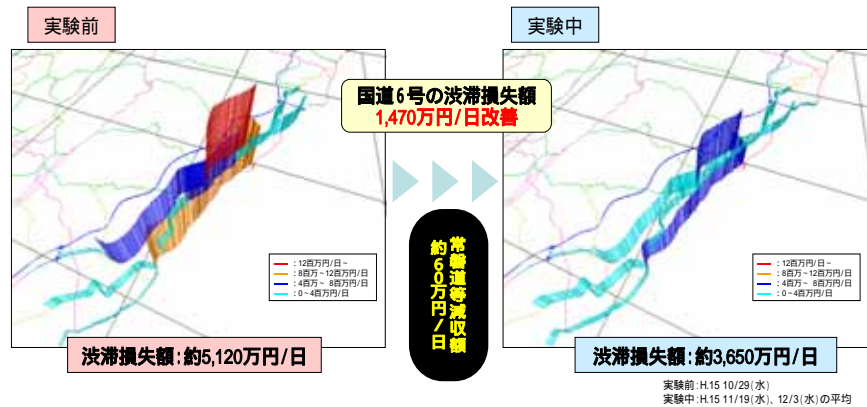 実験前
実験中
国道6号の渋滞損失額
1,470万円/日改善
常磐道等減収額
約60万円/日
:12百万円/日~
:8百万~12百万円/日
:4百万~ 8百万円/日
:0~4百万円/日
:12百万円/日~
:8百万~12百万円/日
:4百万~ 8百万円/日
:0~4百万円/日
渋滞損失額:約5,120万円/日
渋滞損失額:約3,650万円/日
実験前:H.15 10/29(水)
実験中:H.15 11/19(水)、12/3(水)の平均